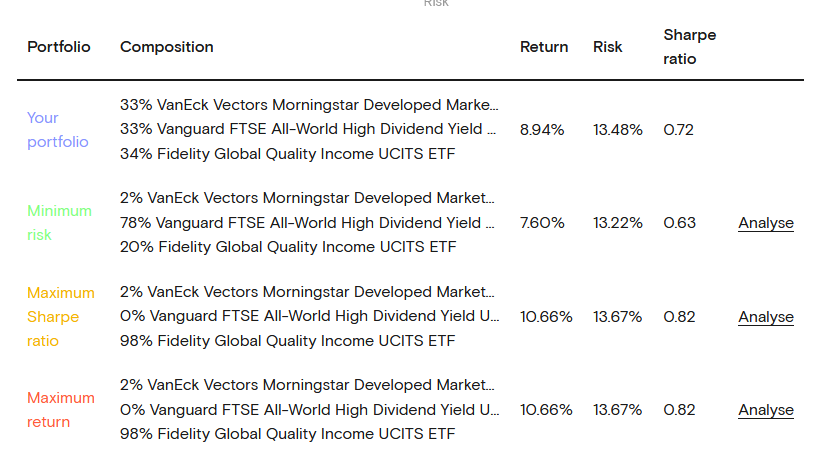 Risk
Portfolio Composition Return Risk Sharpe ratio
Your portfolio
33% VanEck Vectors Morningstar Developed Marke...
33% Vanguard FTSE All-World High Dividend Yield ...
34% Fidelity Global Quality Income UCITS ETF
8.94% 13.48% 0.72
Minimum risk
2% VanEck Vectors Morningstar Developed Market...
78% Vanguard FTSE All-World High Dividend Yield ...
20% Fidelity Global Quality Income UCITS ETF
7.60% 13.22% 0.63 Analyse
Maximum Sharpe ratio
2% VanEck Vectors Morningstar Developed Market...
0% Vanguard FTSE All-World High Dividend Yield U...
98% Fidelity Global Quality Income UCITS ETF
10.66% 13.67% 0.82 Analyse
Maximum return
2% VanEck Vectors Morningstar Developed Market...
0% Vanguard FTSE All-World High Dividend Yield U...
98% Fidelity Global Quality Income UCITS ETF
10.66% 13.67% 0.82 Analyse